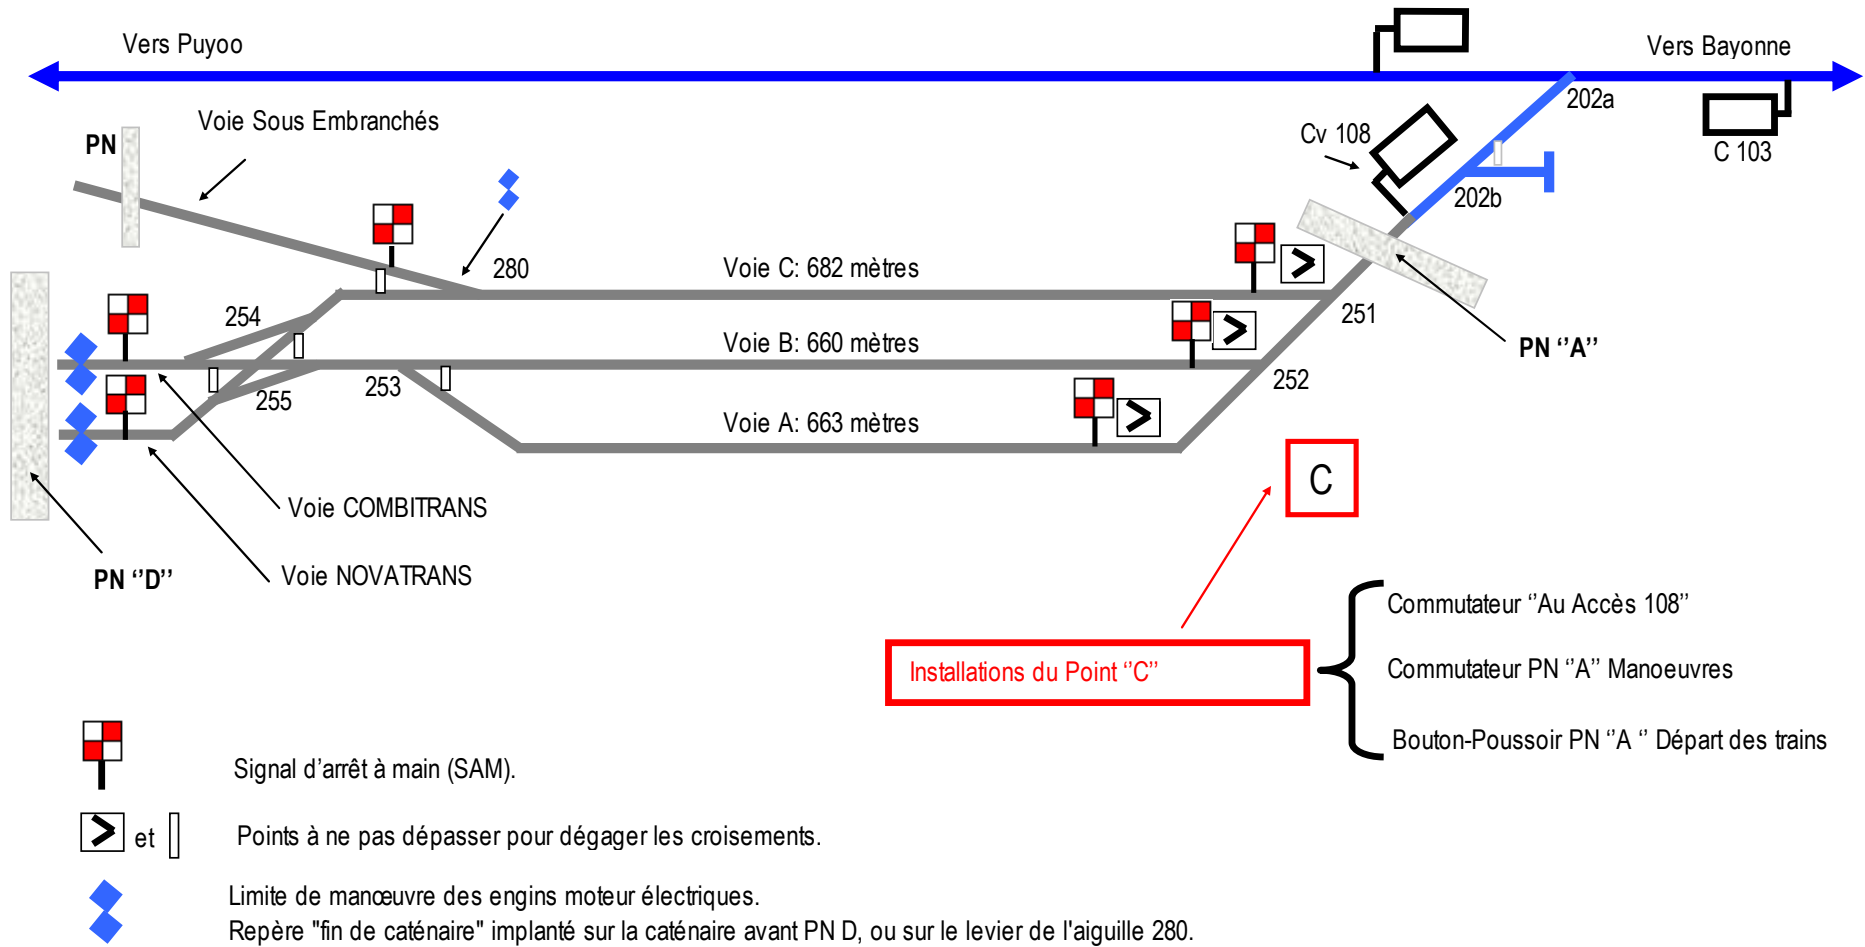 Vers Puyoo
Vers Bayonne
202a
Voie Sous Embranchés
Cv 108
C 103
PN
202b
280
Voie C: 682 mètres
254
251
Voie B: 660 mètres
PN ‘’A’’
253
252
255
Voie A: 663 mètres
C
Voie COMBITRANS
PN ‘’D’’
Voie NOVATRANS
Commutateur ‘’Au Accès 108’’
Installations du Point ‘’C’’
Commutateur PN ‘’A’’ Manoeuvres
Bouton-Poussoir PN ‘’A ‘’ Départ des trains
Signal d’arrêt à main (SAM).
et
Points à ne pas dépasser pour dégager les croisements.
Limite de manœuvre des engins moteur électriques.
Repère "fin de caténaire" implanté sur la caténaire avant PN D, ou sur le levier de l'aiguille 280.